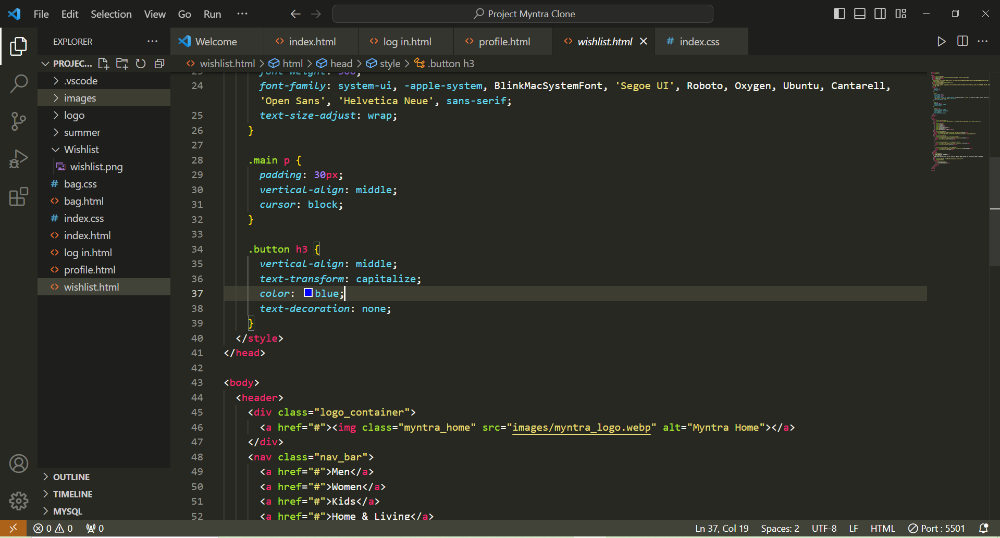 File Edit Selection View Go Run ··· Project Myntra Clone
EXPLORER ···
Welcome
index.html
log in.html
profile.html
wishlist.html
index.css
PROJEC...
wishlist.html > html > head > style > .button h3
.vscode
images
logo
summer
Wishlist
wishlist.png
bag.css
bag.html
index.css
index.html
log in.html
profile.html
wishlist.html
OUTLINE
TIMELINE
MYSQL
24 font-family: system-ui, -apple-system, BlinkMacSystemFont, 'Segoe UI', Roboto, Oxygen, Ubuntu, Cantarell,
'Open Sans', 'Helvetica Neue', sans-serif;
25 text-size-adjust: wrap;
26 }
27
28 .main p {
29 padding: 30px;
30 vertical-align: middle;
31 cursor: block;
32 }
33
34 .button h3 {
35 vertical-align: middle;
36 text-transform: capitalize;
37 color: blue;
38 text-decoration: none;
39 }
40 </style>
41 </head>
42
43 <body>
44 <header>
45 <div class="logo_container">
46 <a href="#"><img class="myntra_home" src="images/myntra_logo.webp" alt="Myntra Home"></a>
47 </div>
48 <nav class="nav_bar">
49 <a href="#">Men</a>
50 <a href="#">Women</a>
51 <a href="#">Kids</a>
52 <a href="#">Home & Living</a>
0 0 0 Ln 37, Col 19 Spaces: 2 UTF-8 LF HTML Port : 5501